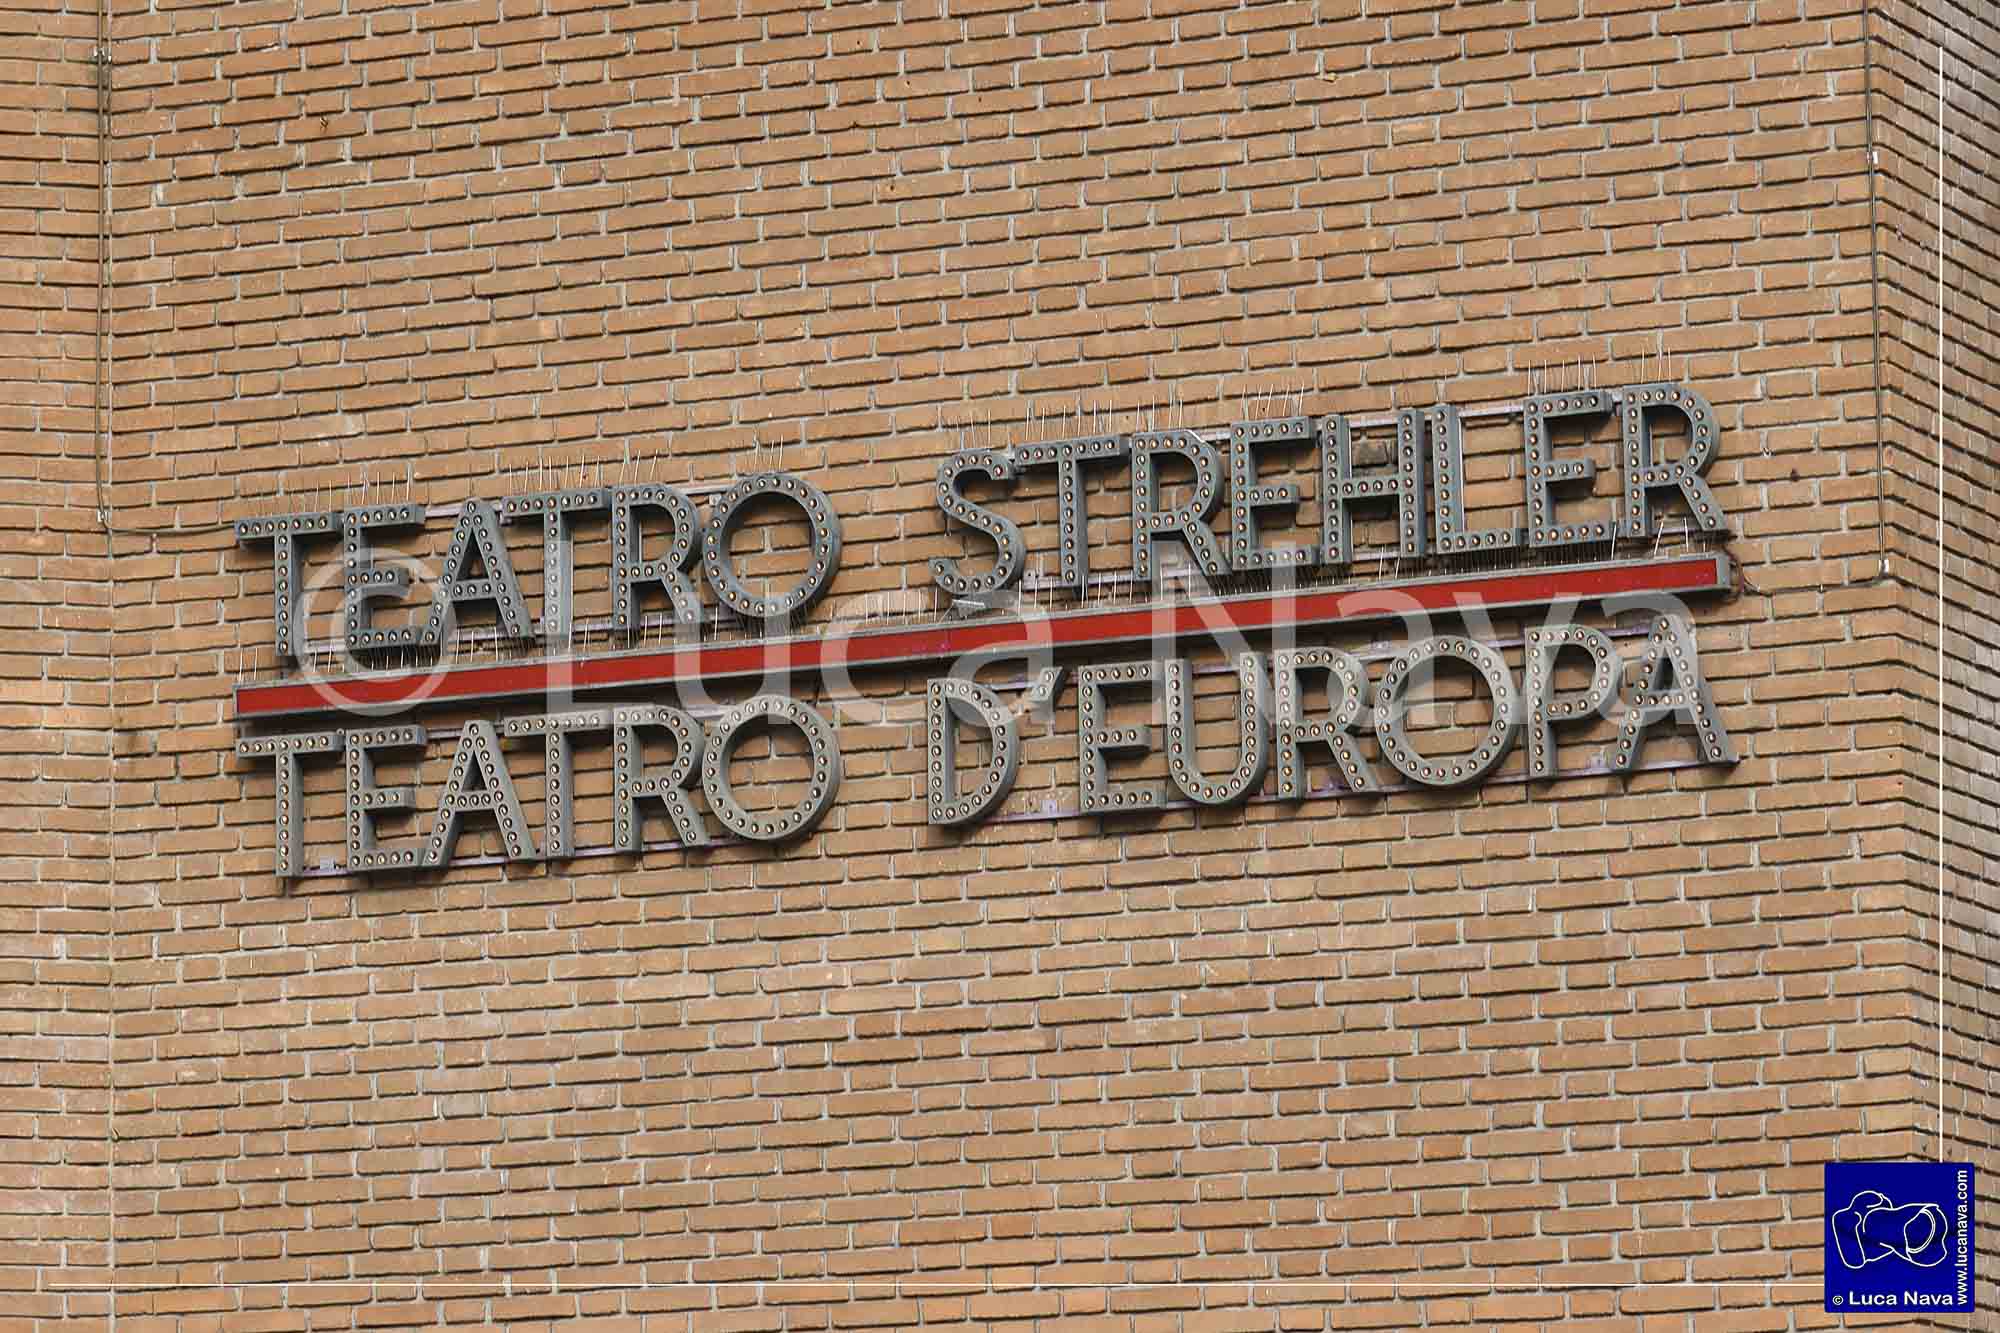 TEATRO STREHLER
TEATRO D'EUROPA
© Luca Nava
© Luca Nava
www.lucanava.com